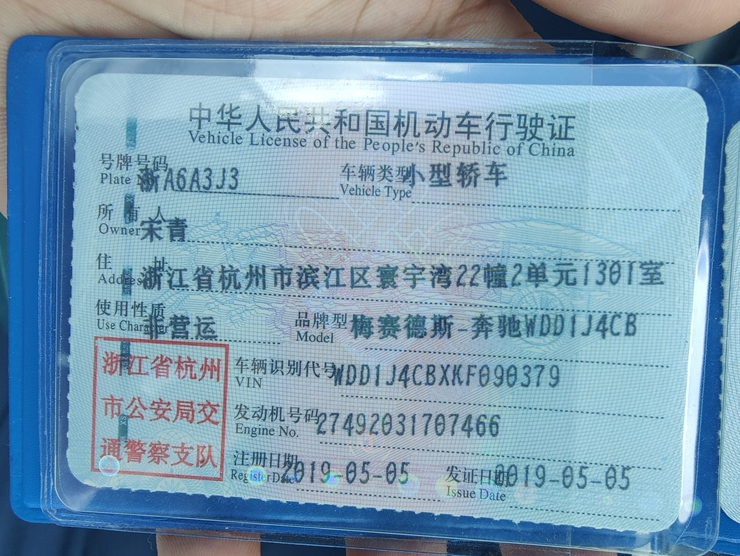 中华人民共和国机动车行驶证
Vehicle License of the People's Republic of China
号牌号码 浙A6A3J3 车辆类型 小型轿车
Plate No. Vehicle Type
所有人 宋青
Owner
住址 浙江省杭州市滨江区寰宇湾22幢2单元1301室
Address
使用性质 非营运 品牌型号 梅赛德斯-奔驰WDD1J4CB
Use Character Model
浙江省杭州
市公安局交
通警察支队
车辆识别代号 WDD1J4CBXKF090379
VIN
发动机号码 27492031707466
Engine No.
注册日期 2019-05-05 发证日期 2019-05-05
Register Date Issue Date